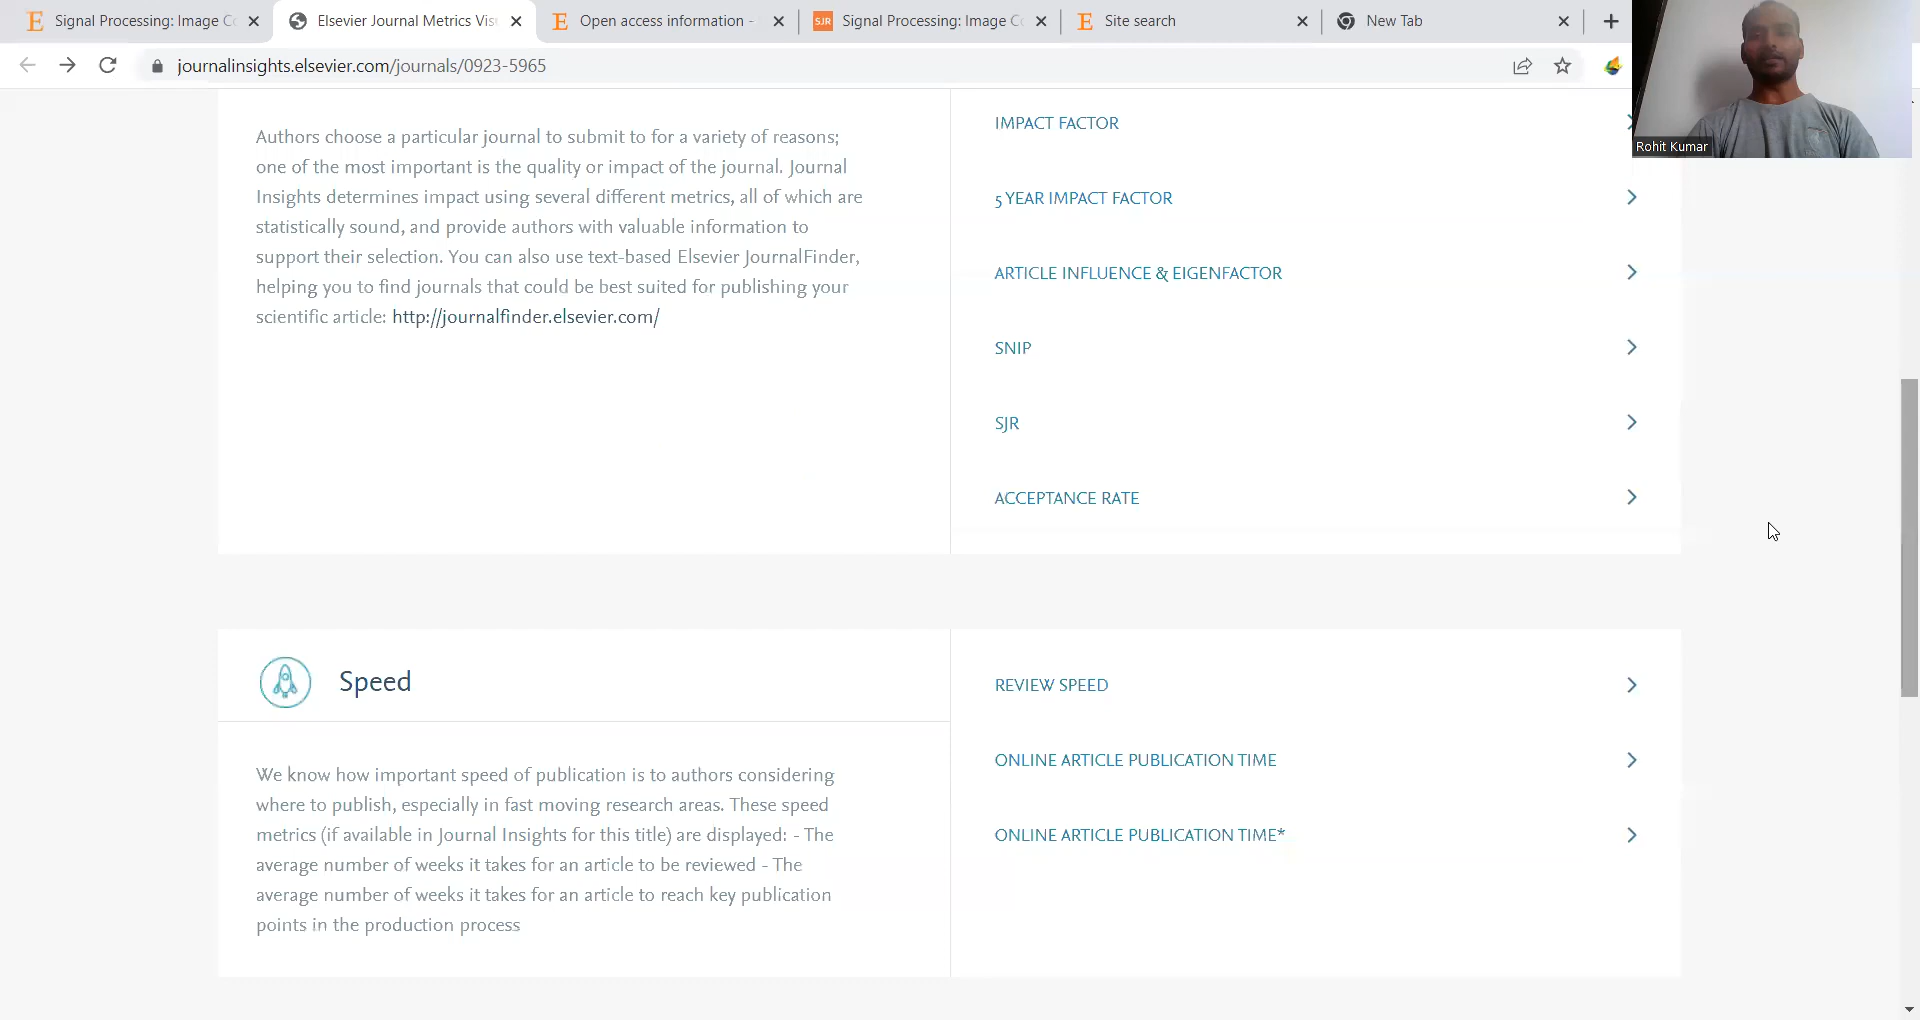 Signal Processing: Image Co
Elsevier Journal Metrics Vis
Open access information -
SJR
Signal Processing: Image Co
Site search
New Tab
journalinsights.elsevier.com/journals/0923-5965
Rohit Kumar
Authors choose a particular journal to submit to for a variety of reasons;
one of the most important is the quality or impact of the journal. Journal
Insights determines impact using several different metrics, all of which are
statistically sound, and provide authors with valuable information to
support their selection. You can also use text-based Elsevier JournalFinder,
helping you to find journals that could be best suited for publishing your
scientific article: http://journalfinder.elsevier.com/
IMPACT FACTOR
5 YEAR IMPACT FACTOR
ARTICLE INFLUENCE & EIGENFACTOR
SNIP
SJR
ACCEPTANCE RATE
Speed
We know how important speed of publication is to authors considering
where to publish, especially in fast moving research areas. These speed
metrics (if available in Journal Insights for this title) are displayed: - The
average number of weeks it takes for an article to be reviewed - The
average number of weeks it takes for an article to reach key publication
points in the production process
REVIEW SPEED
ONLINE ARTICLE PUBLICATION TIME
ONLINE ARTICLE PUBLICATION TIME*